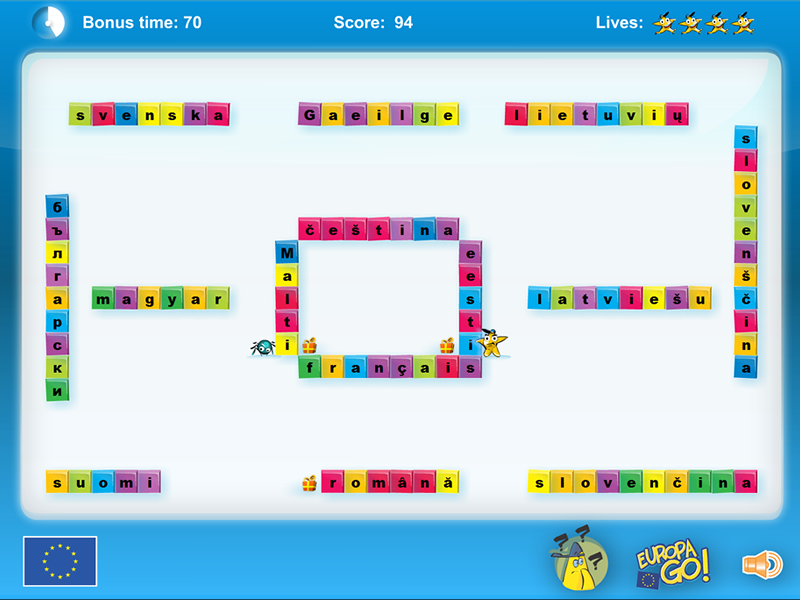 Bonus time: 70 Score: 94 Lives:
svenska Gaeilge lietuvių
slovenščina
български
čeština
Malti
eesti
magyar
latviešu
français
suomi
română
slovenčina
EUROPA GO!
???